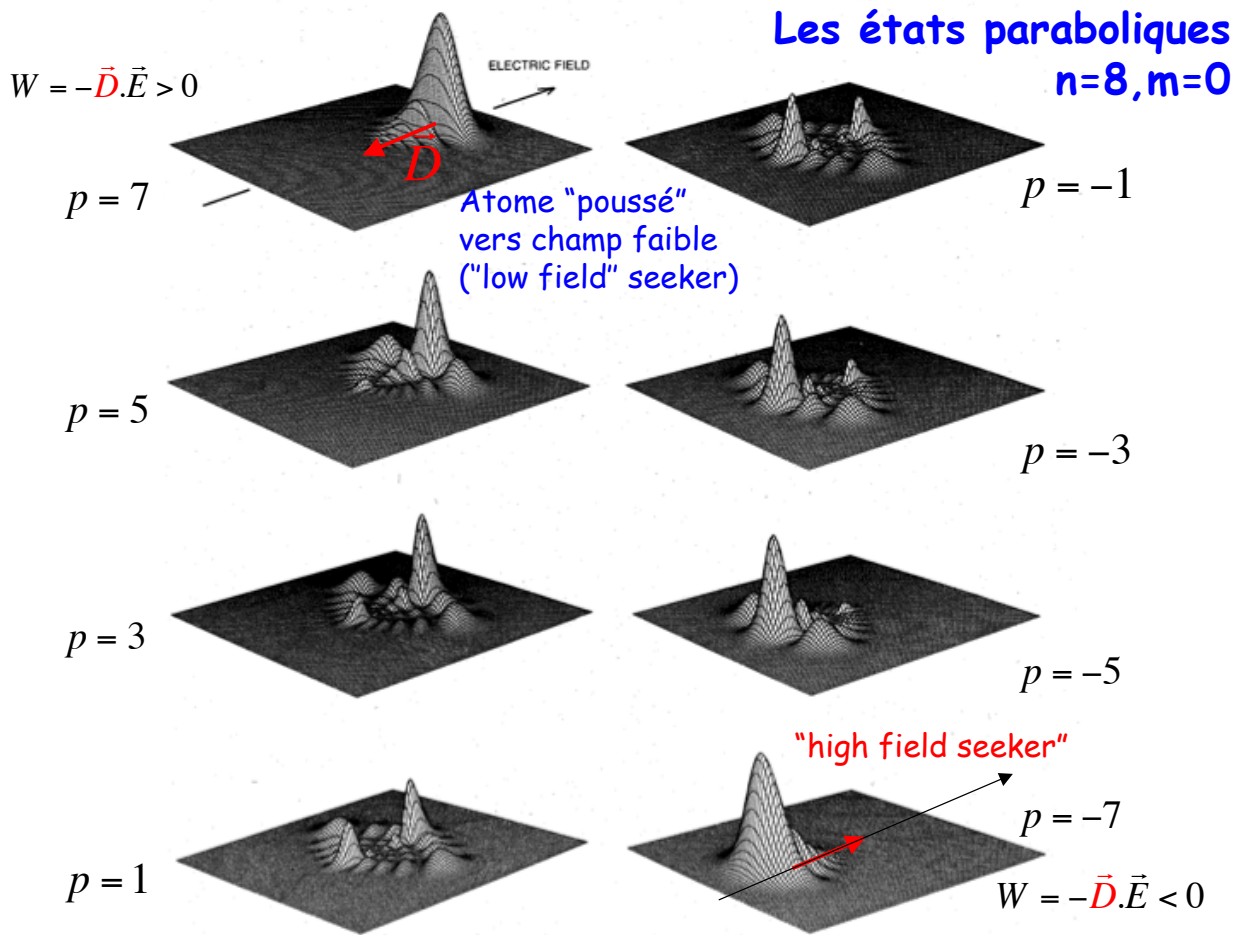 Les états paraboliques
n=8,m=0
W = −D⃗.E⃗ > 0
ELECTRIC FIELD
D⃗
p = 7
Atome “poussé”
vers champ faible
(“low field” seeker)
p = −1
p = 5
p = −3
p = 3
p = −5
“high field seeker”
p = 1
p = −7
W = −D⃗.E⃗ < 0